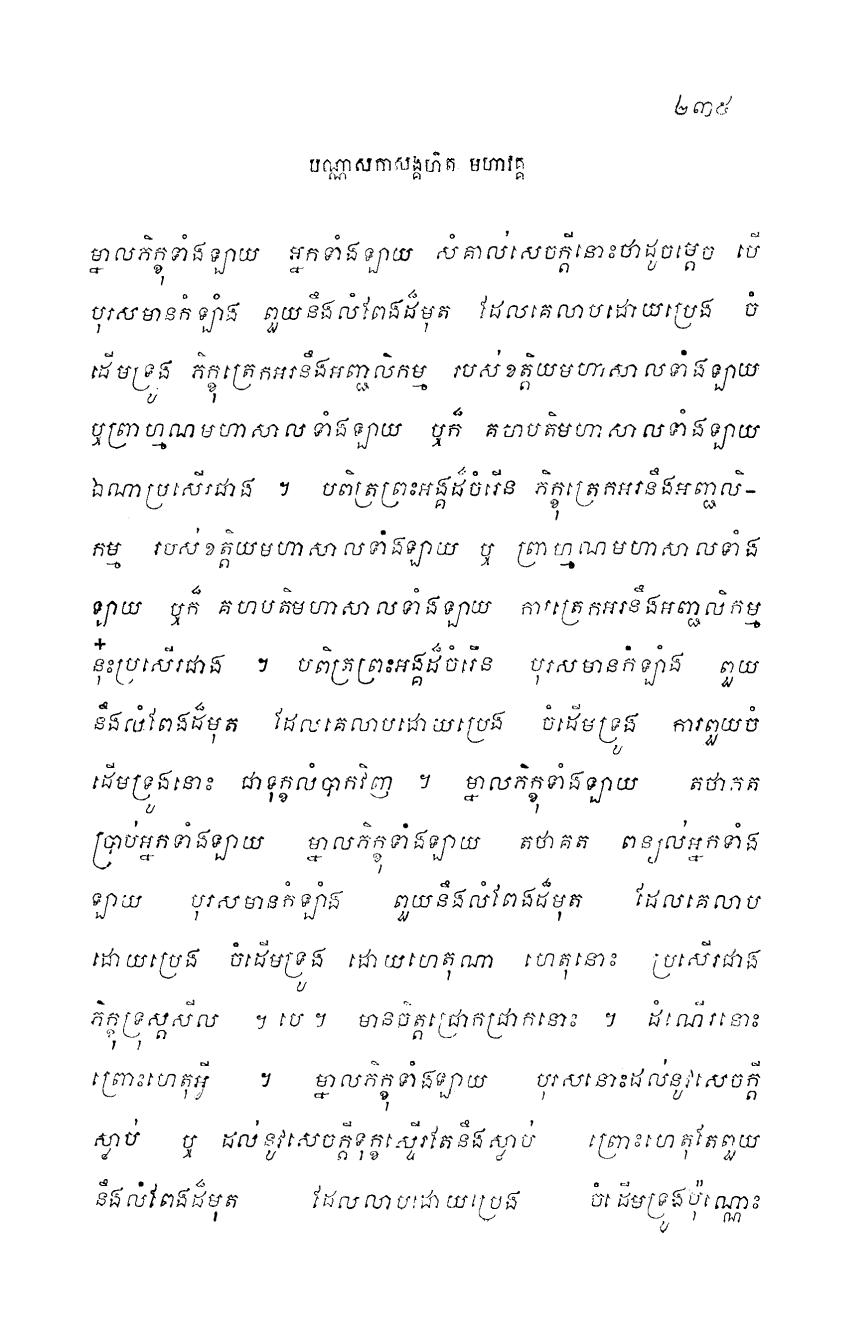 ២៣៥
បណ្ណាសកាសង្គហិត មហាវគ្គ
ម្នាលភិក្ខុទាំងឡាយ អ្នកទាំងឡាយ សំគាល់សេចក្តីនោះថាដូចម្តេច បើ
បុរសមានកំឡាំង ពួយនឹងលំពែងដ៏មុត ដែលគេលាបដោយប្រេង ចំ
ដើមទ្រូង ភិក្ខុត្រេកអរនឹងអញ្ជលិកម្ម របស់ខត្តិយមហាសាលទាំងឡាយ
ឬព្រាហ្មណមហាសាលទាំងឡាយ ឬក៏ គហបតិមហាសាលទាំងឡាយ
ឯណាប្រសើរជាង ។ បពិត្រព្រះអង្គដ៏ចំរើន ភិក្ខុត្រេកអរនឹងអញ្ជលិ-
កម្ម របស់ខត្តិយមហាសាលទាំងឡាយ ឬ ព្រាហ្មណមហាសាលទាំង
ឡាយ ឬក៏ គហបតិមហាសាលទាំងឡាយ ការត្រេកអរនឹងអញ្ជលិកម្ម
+
នុ៎ះប្រសើរជាង ។ បពិត្រព្រះអង្គដ៏ចំរើន បុរសមានកំឡាំង ពួយ
នឹងលំពែងដ៏មុត ដែលគេលាបដោយប្រេង ចំដើមទ្រូង ការពួយចំ
ដើមទ្រូងនោះ ជាទុក្ខលំបាកវិញ ។ ម្នាលភិក្ខុទាំងឡាយ តថាគត
ប្រាប់អ្នកទាំងឡាយ ម្នាលភិក្ខុទាំងឡាយ តថាគត ពន្យល់អ្នកទាំង
ឡាយ បុរសមានកំឡាំង ពួយនឹងលំពែងដ៏មុត ដែលគេលាប
ដោយប្រេង ចំដើមទ្រូង ដោយហេតុណា ហេតុនោះ ប្រសើរជាង
ភិក្ខុទ្រុស្តសីល ។ បេ ។ មានចិត្តជ្រោកជ្រាកនោះ ។ ដំណើរនោះ
ព្រោះហេតុអ្វី ។ ម្នាលភិក្ខុទាំងឡាយ បុរសនោះដល់នូវសេចក្តី
ស្លាប់ ឬ ដល់នូវសេចក្តីទុក្ខស្ទើរតែនឹងស្លាប់ ព្រោះហេតុតែពួយ
នឹងលំពែងដ៏មុត ដែលលាបដោយប្រេង ចំដើមទ្រូងប៉ុណ្ណោះ